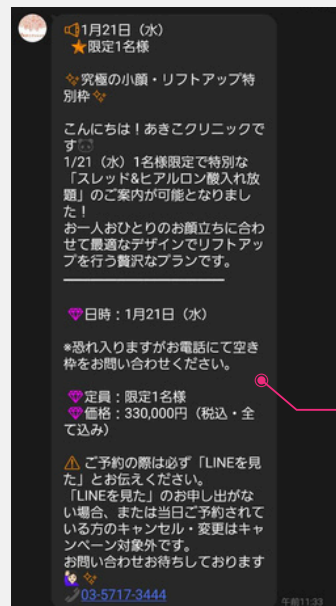 📢1月21日（水）
⭐限定1名様
✨究極の小顔・リフトアップ特
別枠✨
こんにちは！あきこクリニックで
す🐼
1/21（水）1名様限定で特別な
「スレッド&ヒアルロン酸入れ放
題」のご案内が可能となりまし
た！
お一人おひとりのお顔立ちに合わ
せて最適なデザインでリフトアッ
プを行う贅沢なプランです。
💎日時：1月21日（水）
*恐れ入りますがお電話にて空き
枠をお問い合わせください。
💎定員：限定1名様
💎価格：330,000円（税込・全
て込み）
⚠️ ご予約の際は必ず「LINEを見
た」とお伝えください。
「LINEを見た」のお申し出がな
い場合、または当日ご予約されて
いる方のキャンセル・変更はキャ
ンペーン対象外です。
お問い合わせお待ちしております
🙋🏻‍♀️✨
📞03-5717-3444
午前11:33